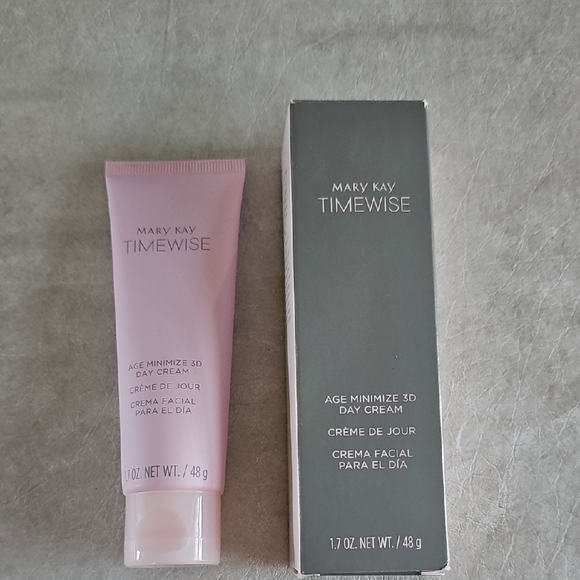 MARY KAY
TIMEWISE
AGE MINIMIZE 3D
DAY CREAM
CRÈME DE JOUR
CREMA FACIAL
PARA EL DÍA
1.7 OZ. NET WT. / 48 g
MARY KAY
TIMEWISE
AGE MINIMIZE 3D
DAY CREAM
CRÈME DE JOUR
CREMA FACIAL
PARA EL DÍA
1.7 OZ. NET WT. / 48 g